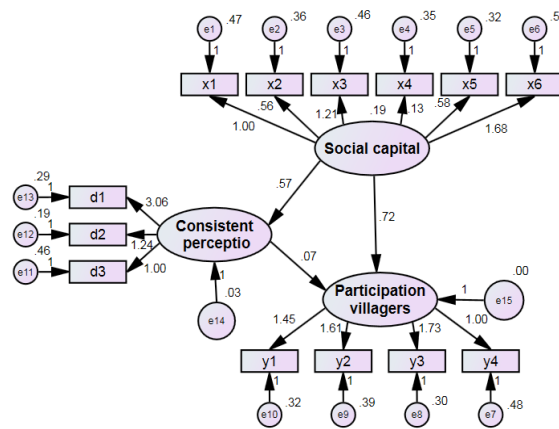 .47 .36 .46 .35 .32 .5
e1 e2 e3 e4 e5 e6
1 1 1 1 1 1
x1 x2 x3 x4 x5 x6
1.00 .56 1.21 .19 .13 .58 1.68
Social capital
.57
.72
.29
e13 1 d1 3.06
.19
e12 1 d2 1.24
.46
e11 1 d3 1.00
Consistent
perceptio
.07
1
.03
e14
.00
1
e15
Participation
villagers
1.45 1.61 1.73 1.00
y1 y2 y3 y4
1 1 1 1
e10 .32 e9 .39 e8 .30 e7 .48